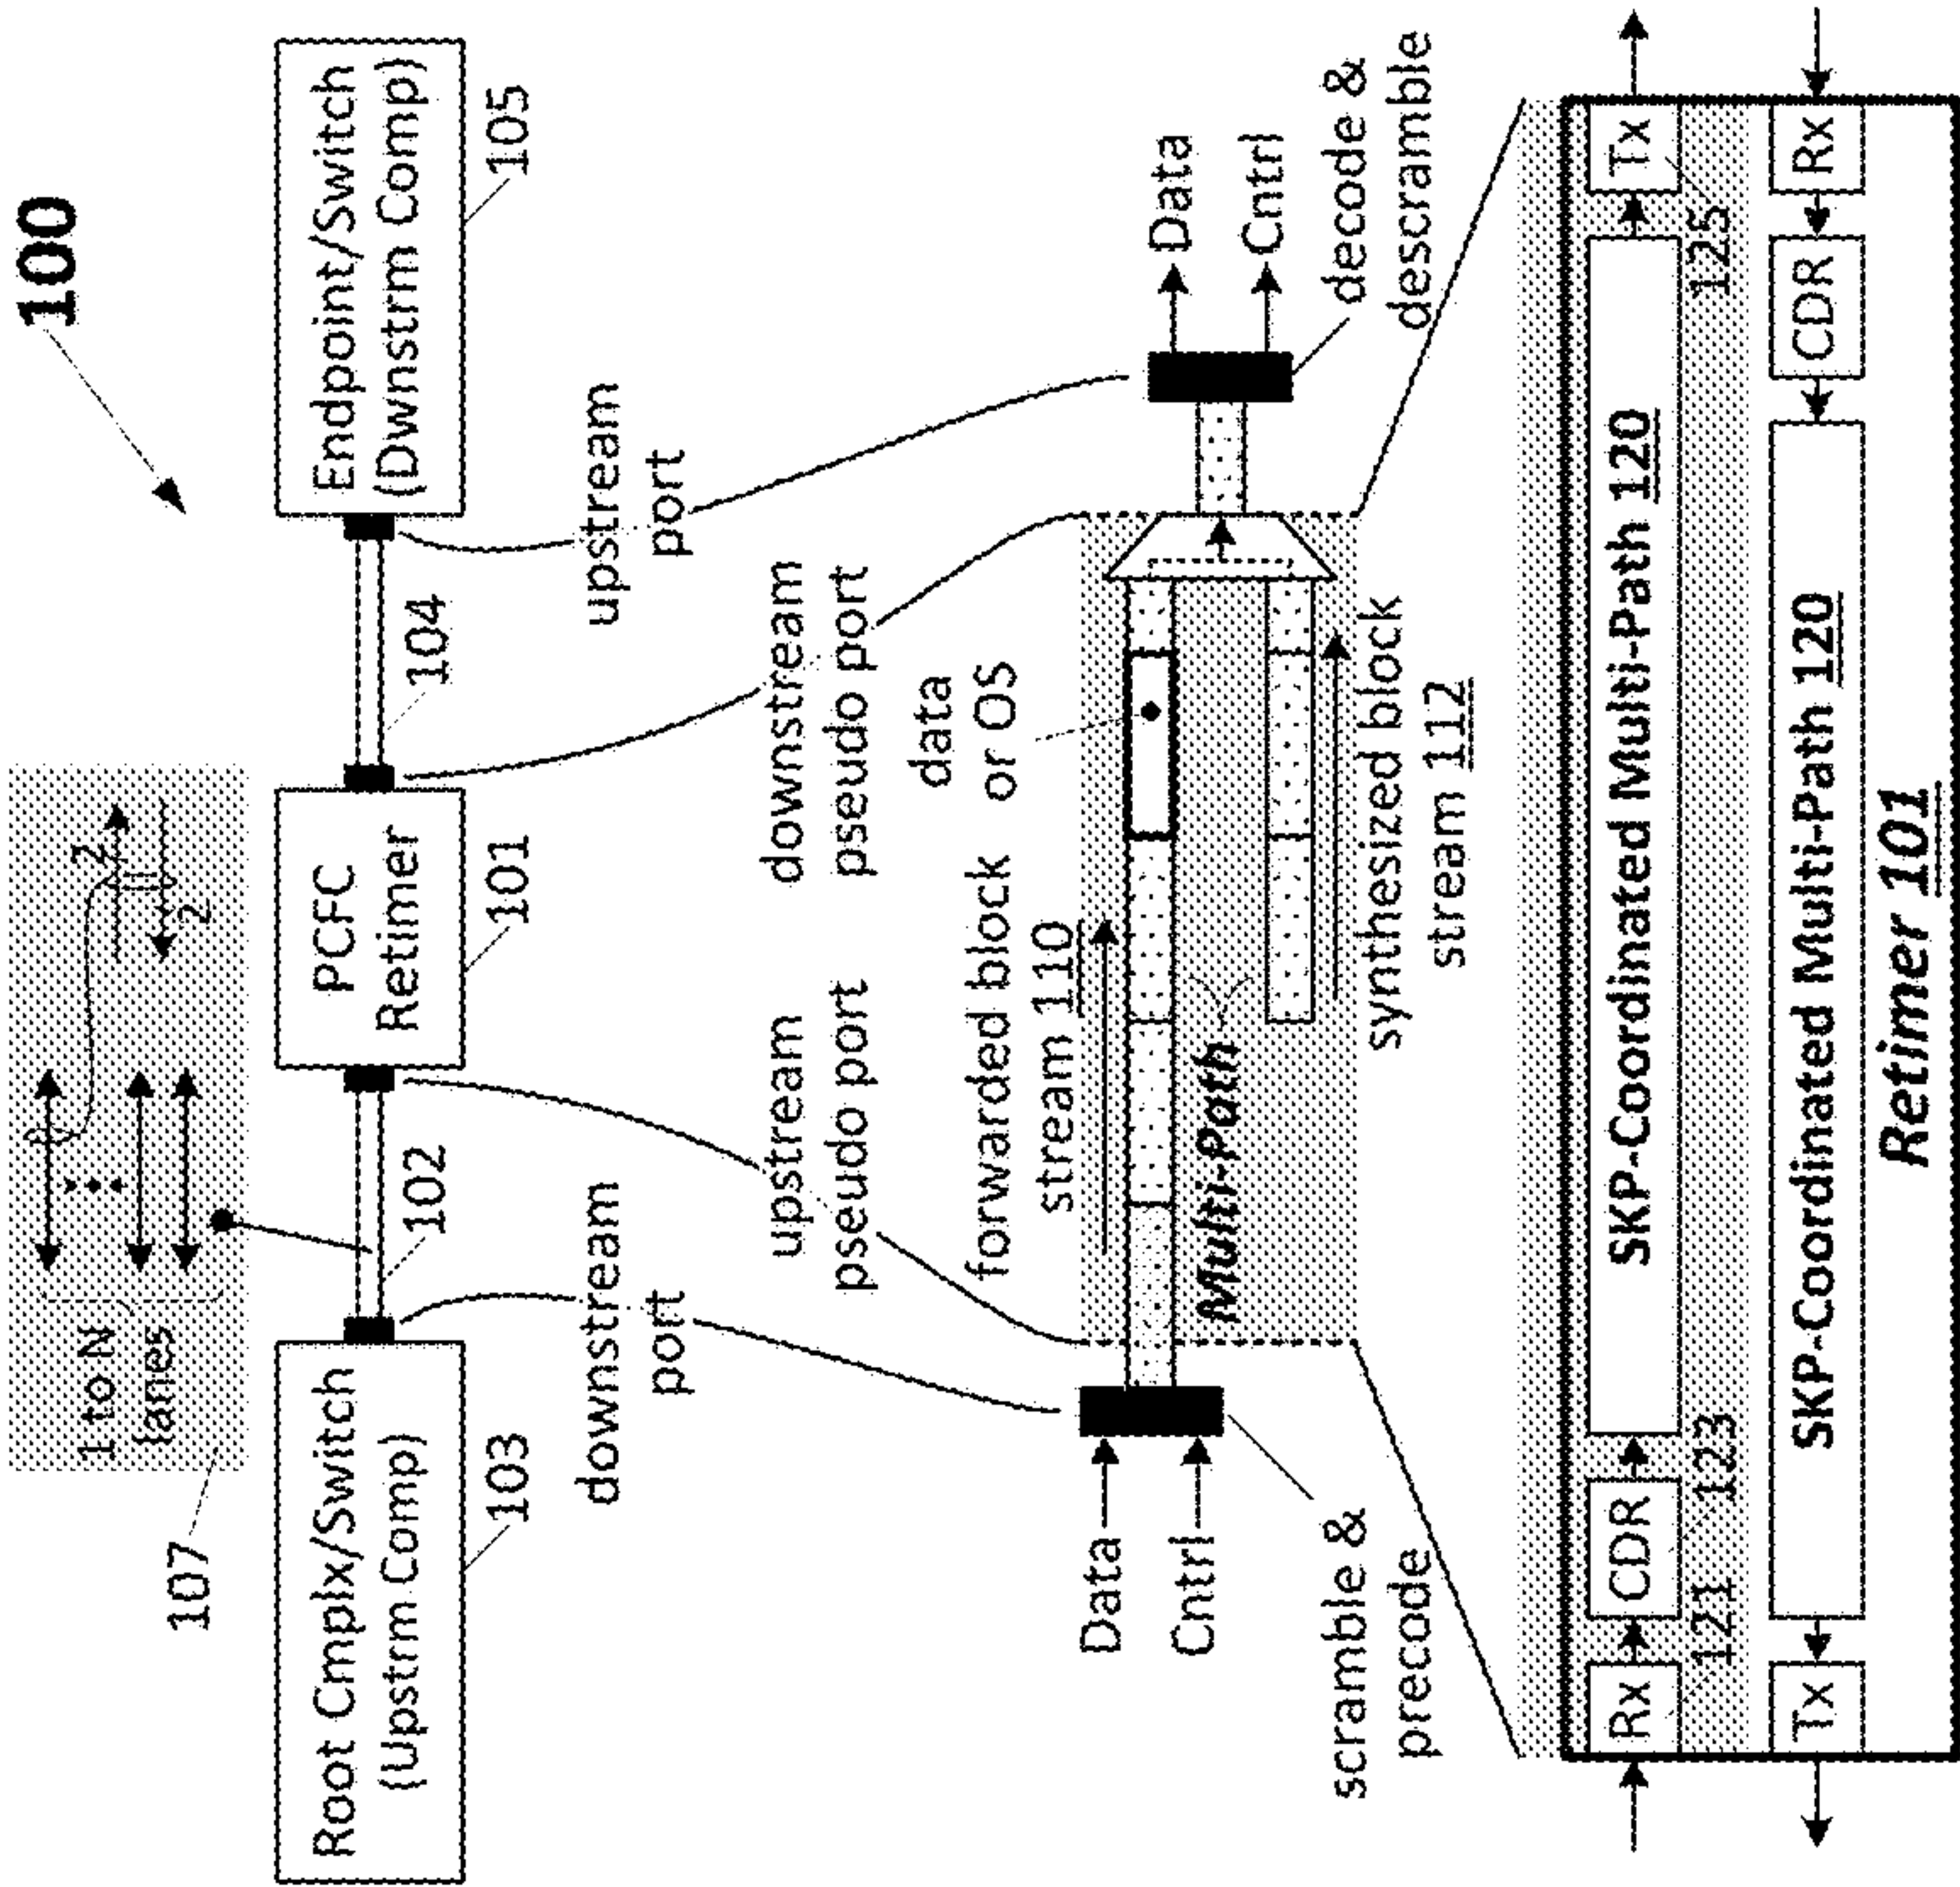 100
107
1 to N
lanes
2
2
Root Cmplx/Switch
(Upstrm Comp)
103
102
PCFC
Retimer
101
104
Endpoint/Switch
(Dwnstrm Comp)
105
downstream
port
upstream
pseudo port
downstream
pseudo port
upstream
port
forwarded block
stream 110
data
or OS
Data
Cntrl
scramble &
precode
Multi-Path
synthesized block
stream 112
Data
Cntrl
decode &
descramble
Rx
CDR
SKP-Coordinated Multi-Path 120
Tx
121
123
125
Tx
SKP-Coordinated Multi-Path 120
CDR
Rx
Retimer 101